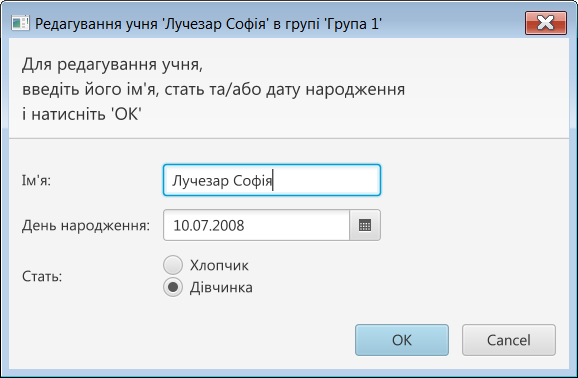 Редагування учня 'Лучезар Софія' в групі 'Група 1'
Для редагування учня,
введіть його ім'я, стать та/або дату народження
і натисніть 'ОК'
Ім'я:
Лучезар Софія
День народження:
10.07.2008
Стать:
Хлопчик
Дівчинка
OK
Cancel